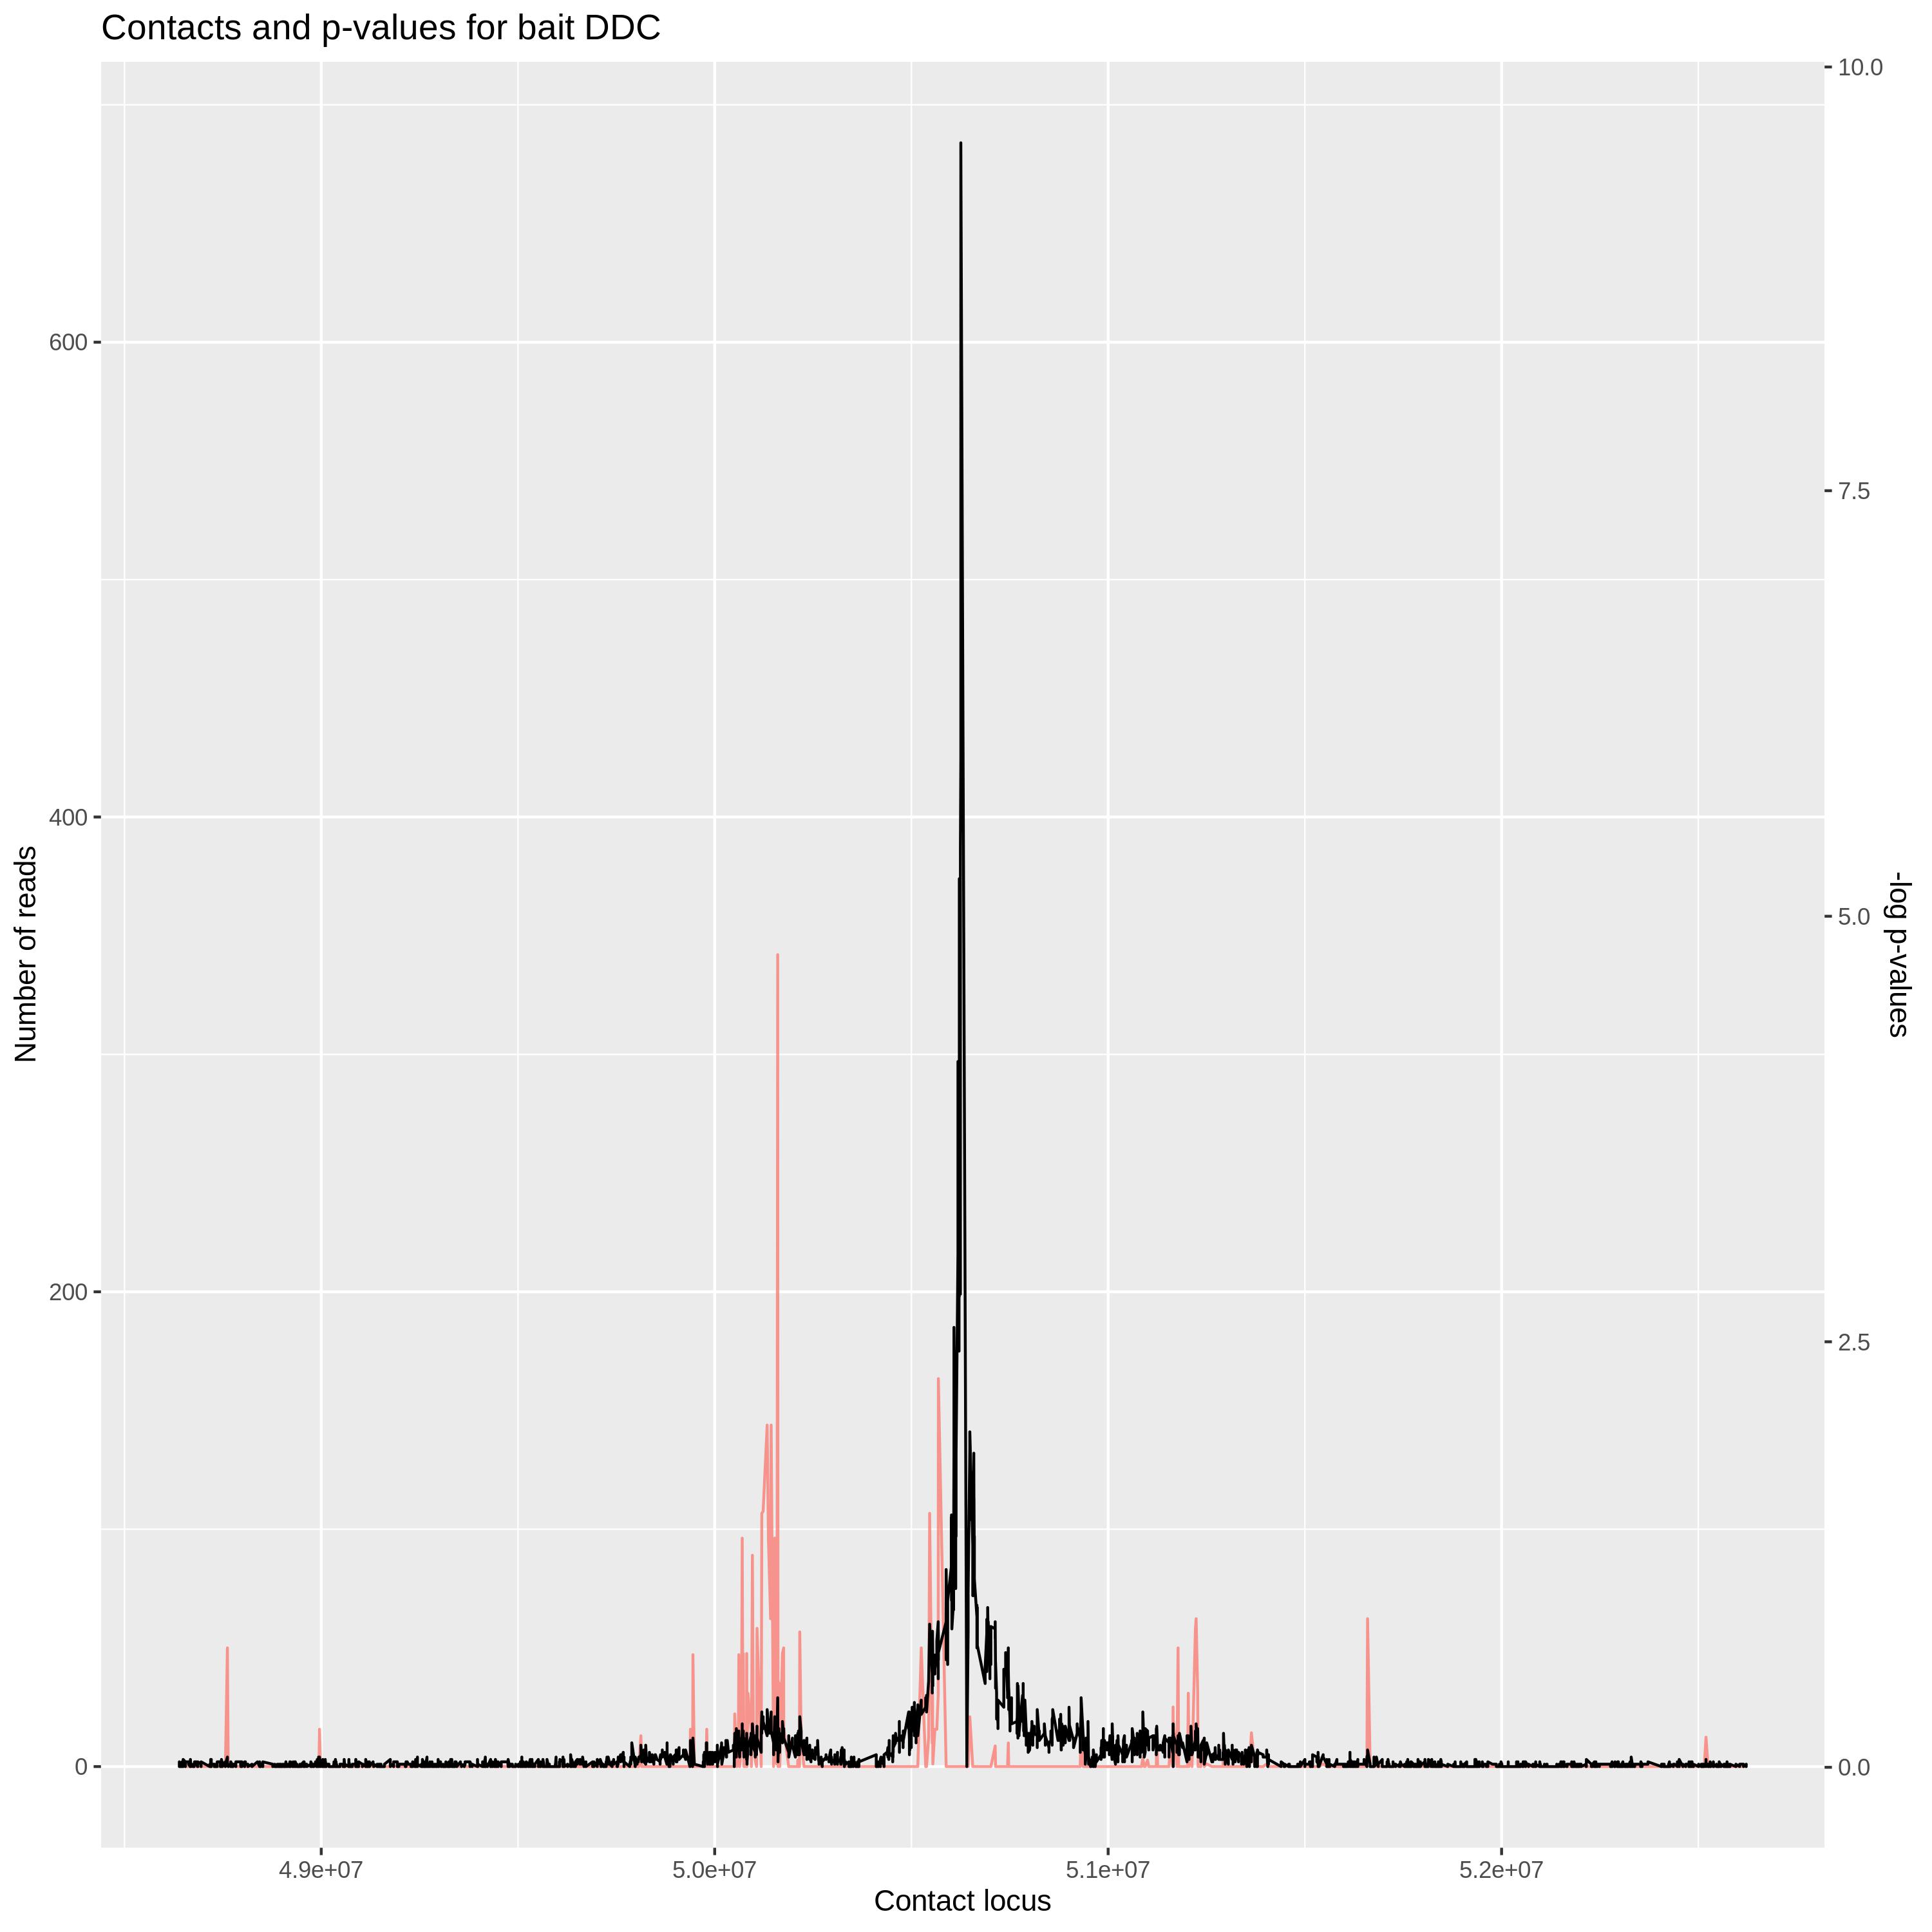 Contacts and p-values for bait DDC
Number of reads
600
400
200
0
10.0
7.5
5.0
2.5
0.0
-log p-values
4.9e+07 5.0e+07 5.1e+07 5.2e+07
Contact locus